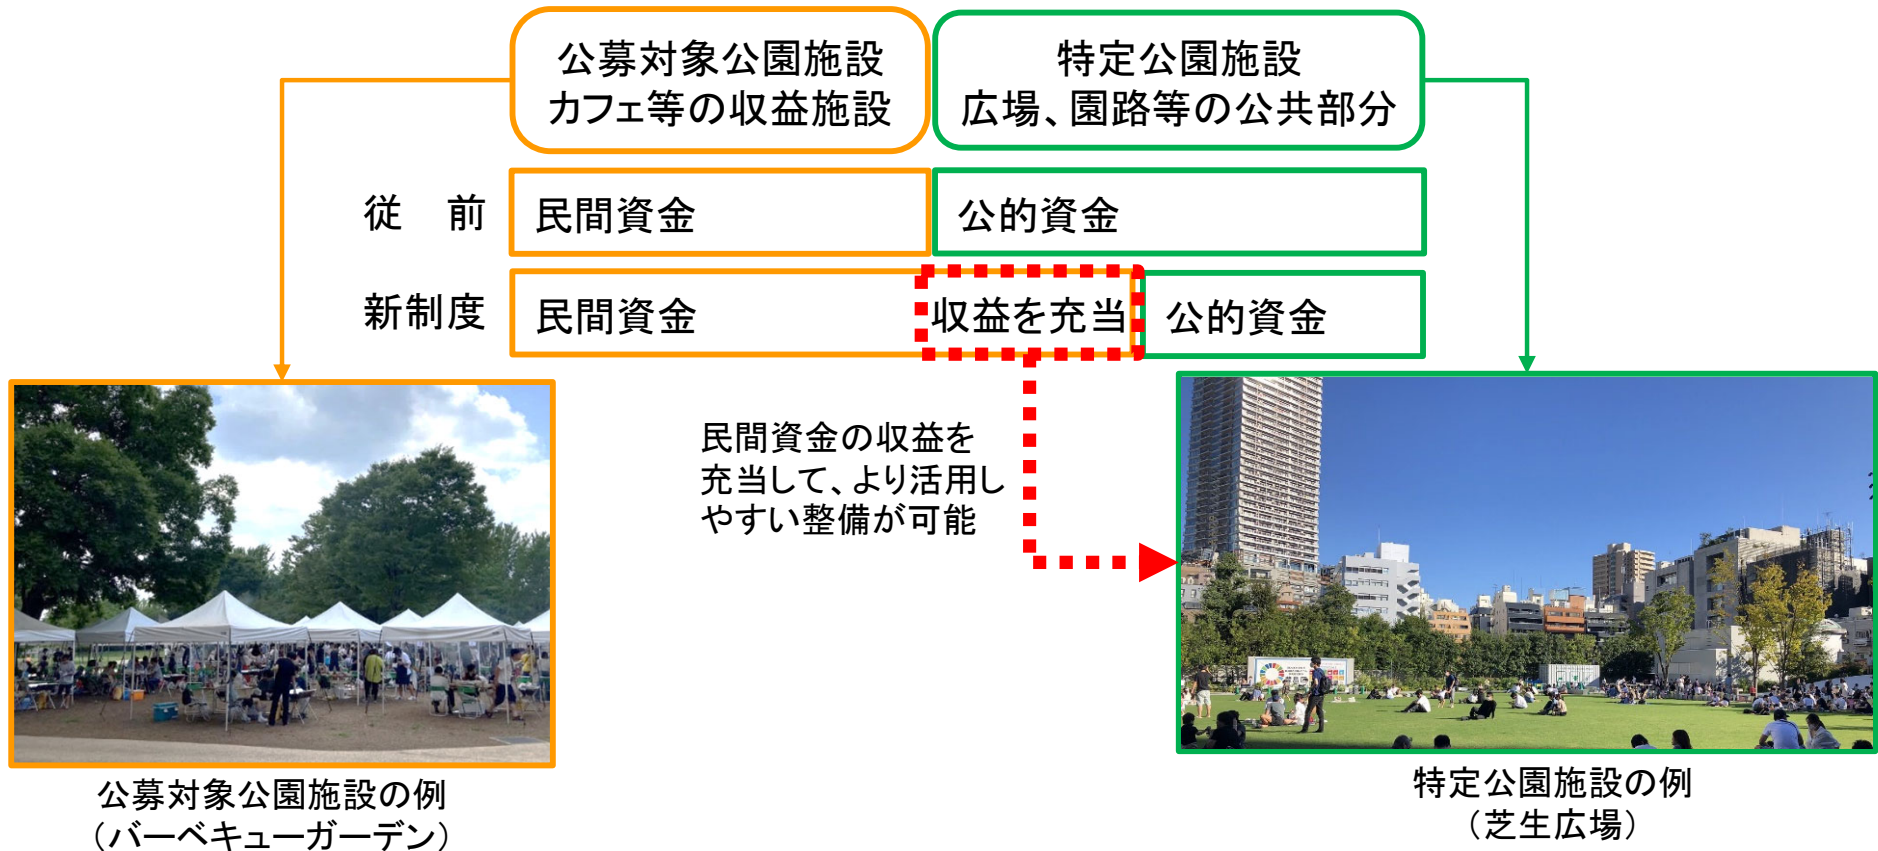 公募対象公園施設
カフェ等の収益施設
特定公園施設
広場、園路等の公共部分
従　前
民間資金
公的資金
新制度
民間資金
収益を充当
公的資金
民間資金の収益を
充当して、より活用し
やすい整備が可能
公募対象公園施設の例
（バーベキューガーデン）
特定公園施設の例
（芝生広場）